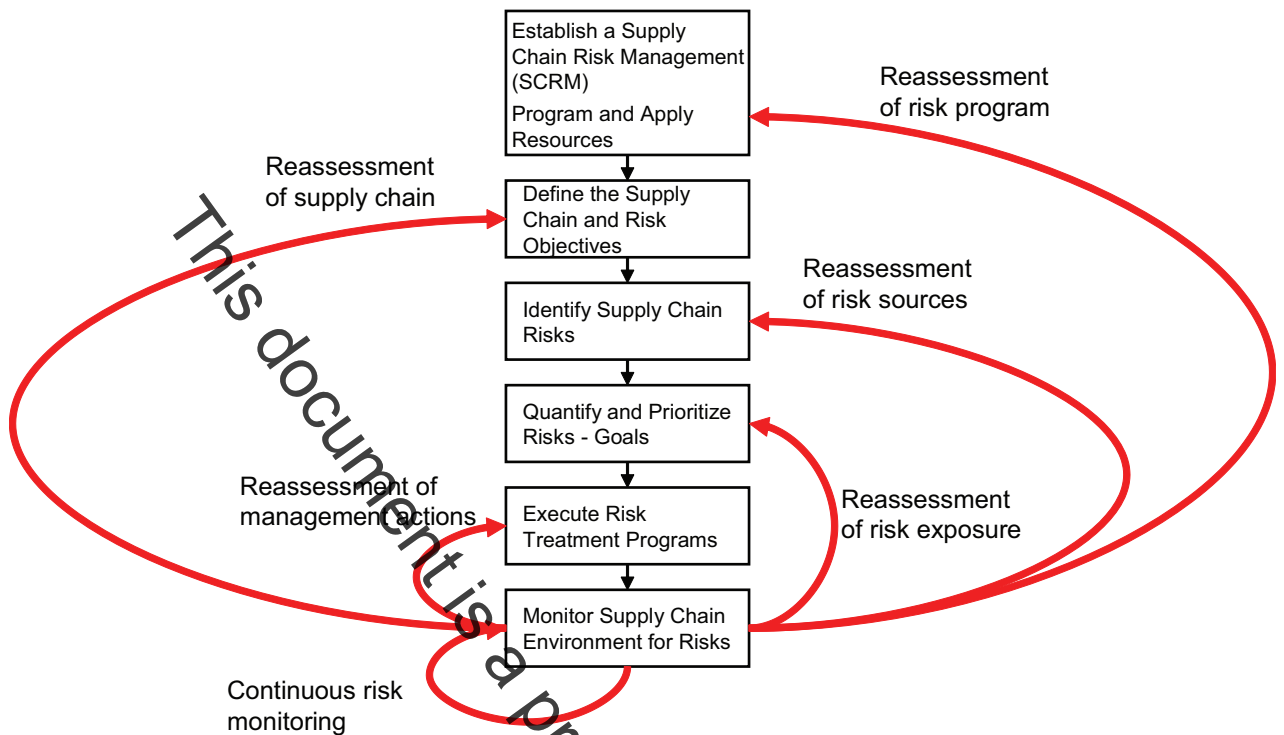 Establish a Supply
Chain Risk Management
(SCRM)
Program and Apply
Resources
Reassessment
of risk program
Reassessment
of supply chain
Define the Supply
Chain and Risk
Objectives
Reassessment
of risk sources
Identify Supply Chain
Risks
Quantify and Prioritize
Risks - Goals
Reassessment of
management actions
Execute Risk
Treatment Programs
Reassessment
of risk exposure
Monitor Supply Chain
Environment for Risks
Continuous risk
monitoring
This document is a